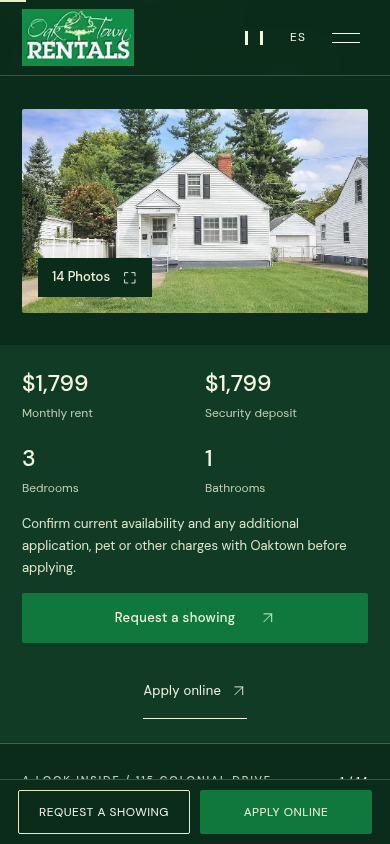 Oak Town
RENTALS
ES
14 Photos
$1,799
$1,799
Monthly rent
Security deposit
3
1
Bedrooms
Bathrooms
Confirm current availability and any additional
application, pet or other charges with Oaktown before
applying.
Request a showing
Apply online
A LOOK INSIDE / 115 COLONIAL DRIVE
1 / 14
REQUEST A SHOWING
APPLY ONLINE